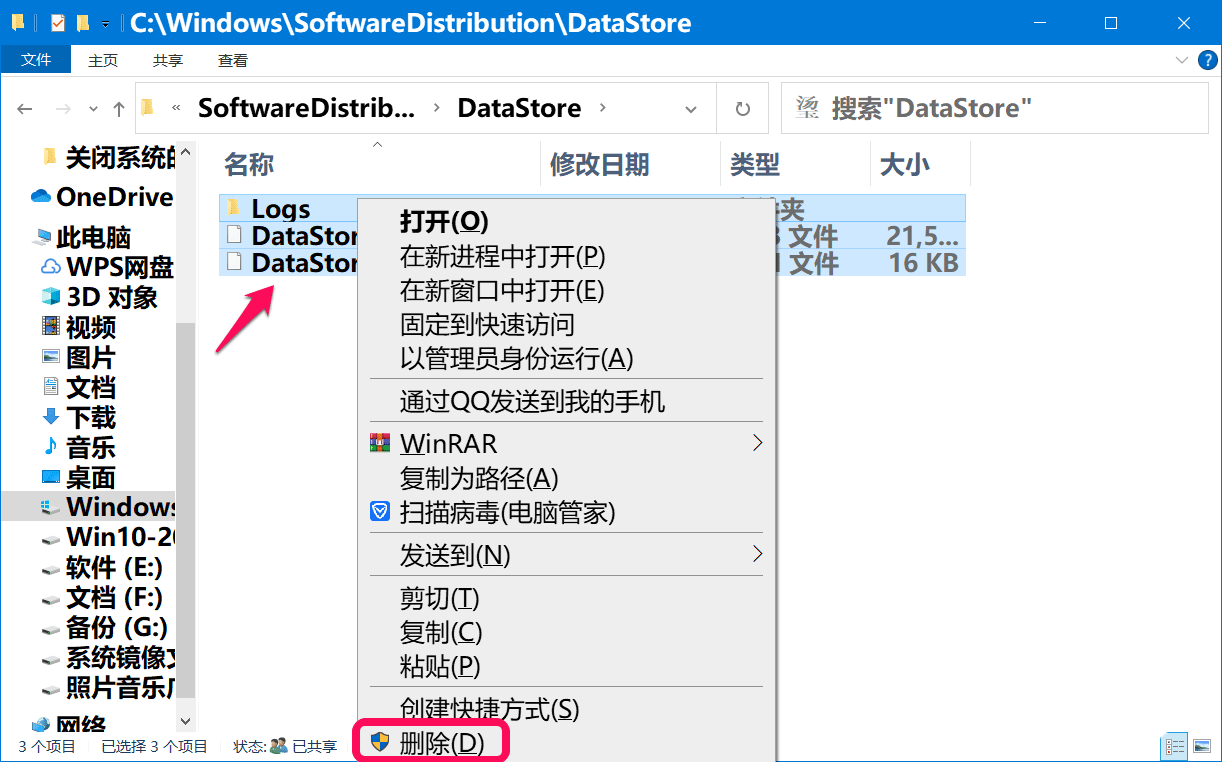 C:\Windows\SoftwareDistribution\DataStore
文件 主页 共享 查看
« SoftwareDistrib... › DataStore ›
搜索"DataStore"
名称 修改日期 类型 大小
关闭系统的
OneDrive
此电脑
WPS网盘
3D 对象
视频
图片
文档
下载
音乐
桌面
Windows
Win10-2
软件 (E:)
文档 (F:)
备份 (G:)
系统镜像文
照片音乐
网络
Logs 夹
DataStor 文件 21,5...
DataStor 文件 16 KB
打开(O)
在新进程中打开(P)
在新窗口中打开(E)
固定到快速访问
以管理员身份运行(A)
通过QQ发送到我的手机
WinRAR
复制为路径(A)
扫描病毒(电脑管家)
发送到(N)
剪切(T)
复制(C)
粘贴(P)
创建快捷方式(S)
删除(D)
3 个项目 已选择 3 个项目 状态: 已共享